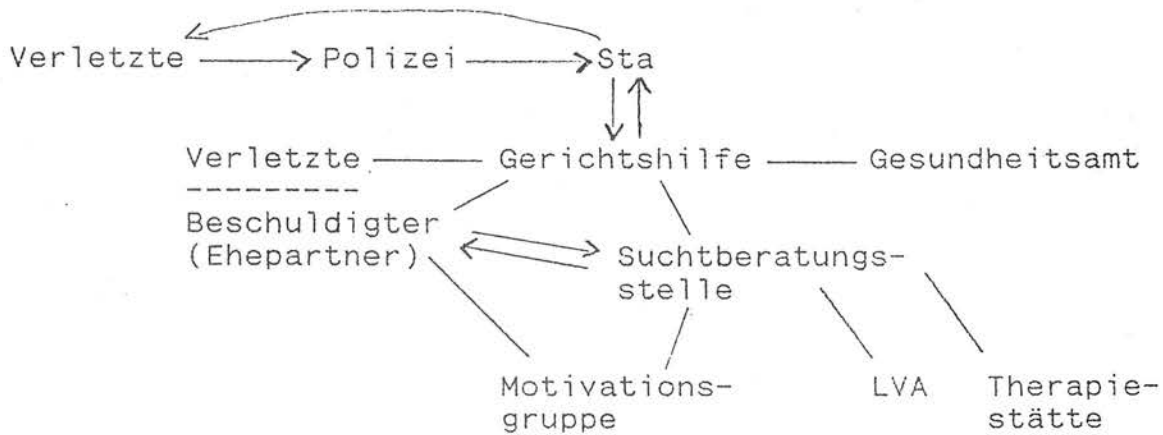 Verletzte Polizei Sta
Verletzte Gerichtshilfe Gesundheitsamt
Beschuldigter
(Ehepartner)
Suchtberatungs-
stelle
Motivations-
gruppe
LVA
Therapie-
stätte